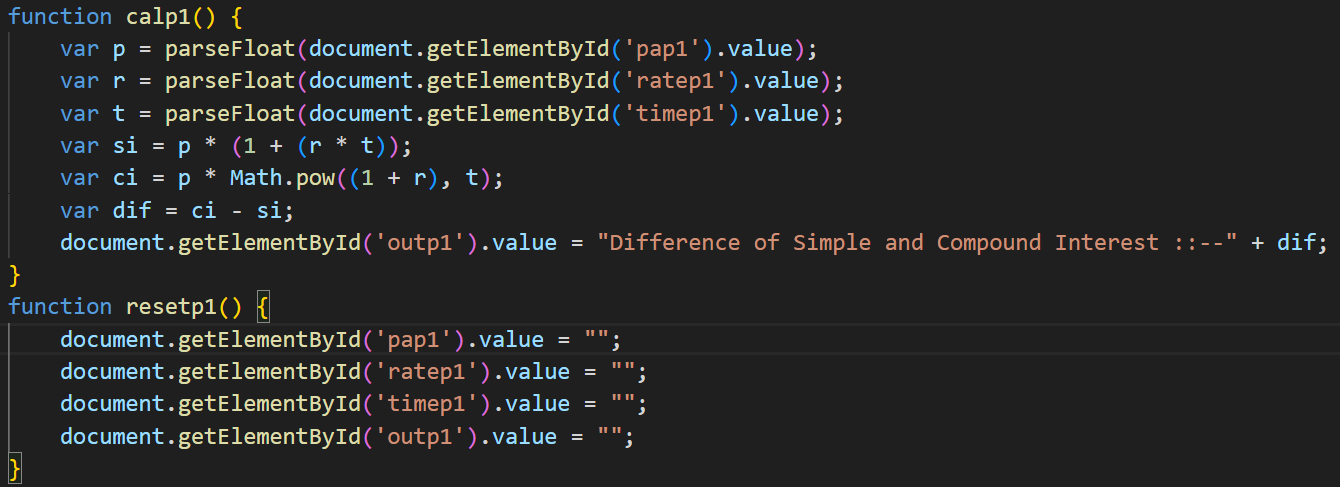 function calp1() {
    var p = parseFloat(document.getElementById('pap1').value);
    var r = parseFloat(document.getElementById('ratep1').value);
    var t = parseFloat(document.getElementById('timep1').value);
    var si = p * (1 + (r * t));
    var ci = p * Math.pow((1 + r), t);
    var dif = ci - si;
    document.getElementById('outp1').value = "Difference of Simple and Compound Interest ::--" + dif;
}
function resetp1() {
    document.getElementById('pap1').value = "";
    document.getElementById('ratep1').value = "";
    document.getElementById('timep1').value = "";
    document.getElementById('outp1').value = "";
}